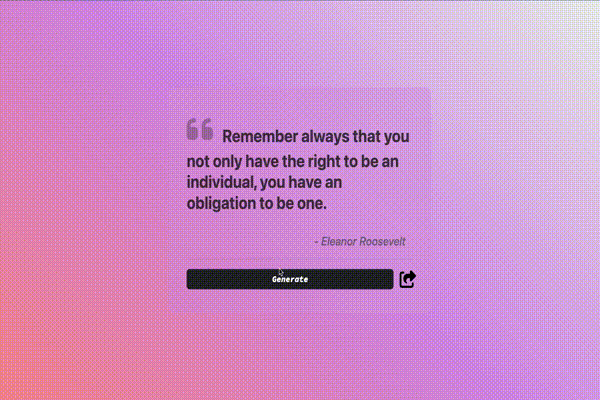 ❝ Remember always that you
not only have the right to be an
individual, you have an
obligation to be one.
- Eleanor Roosevelt
Generate